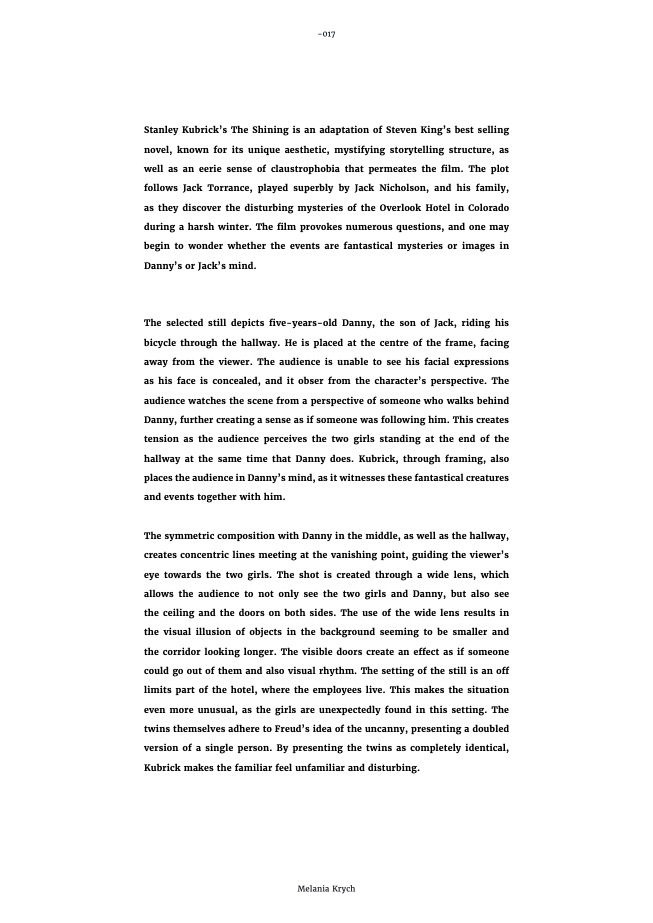 -017
Stanley Kubrick's The Shining is an adaptation of Steven King's best selling
novel, known for its unique aesthetic, mystifying storytelling structure, as
well as an eerie sense of claustrophobia that permeates the film. The plot
follows Jack Torrance, played superbly by Jack Nicholson, and his family,
as they discover the disturbing mysteries of the Overlook Hotel in Colorado
during a harsh winter. The film provokes numerous questions, and one may
begin to wonder whether the events are fantastical mysteries or images in
Danny's or Jack's mind.
The selected still depicts five-years-old Danny, the son of Jack, riding his
bicycle through the hallway. He is placed at the centre of the frame, facing
away from the viewer. The audience is unable to see his facial expressions
as his face is concealed, and it obser from the character's perspective. The
audience watches the scene from a perspective of someone who walks behind
Danny, further creating a sense as if someone was following him. This creates
tension as the audience perceives the two girls standing at the end of the
hallway at the same time that Danny does. Kubrick, through framing, also
places the audience in Danny's mind, as it witnesses these fantastical creatures
and events together with him.
The symmetric composition with Danny in the middle, as well as the hallway,
creates concentric lines meeting at the vanishing point, guiding the viewer's
eye towards the two girls. The shot is created through a wide lens, which
allows the audience to not only see the two girls and Danny, but also see
the ceiling and the doors on both sides. The use of the wide lens results in
the visual illusion of objects in the background seeming to be smaller and
the corridor looking longer. The visible doors create an effect as if someone
could go out of them and also visual rhythm. The setting of the still is an off
limits part of the hotel, where the employees live. This makes the situation
even more unusual, as the girls are unexpectedly found in this setting. The
twins themselves adhere to Freud's idea of the uncanny, presenting a doubled
version of a single person. By presenting the twins as completely identical,
Kubrick makes the familiar feel unfamiliar and disturbing.
Melania Krych